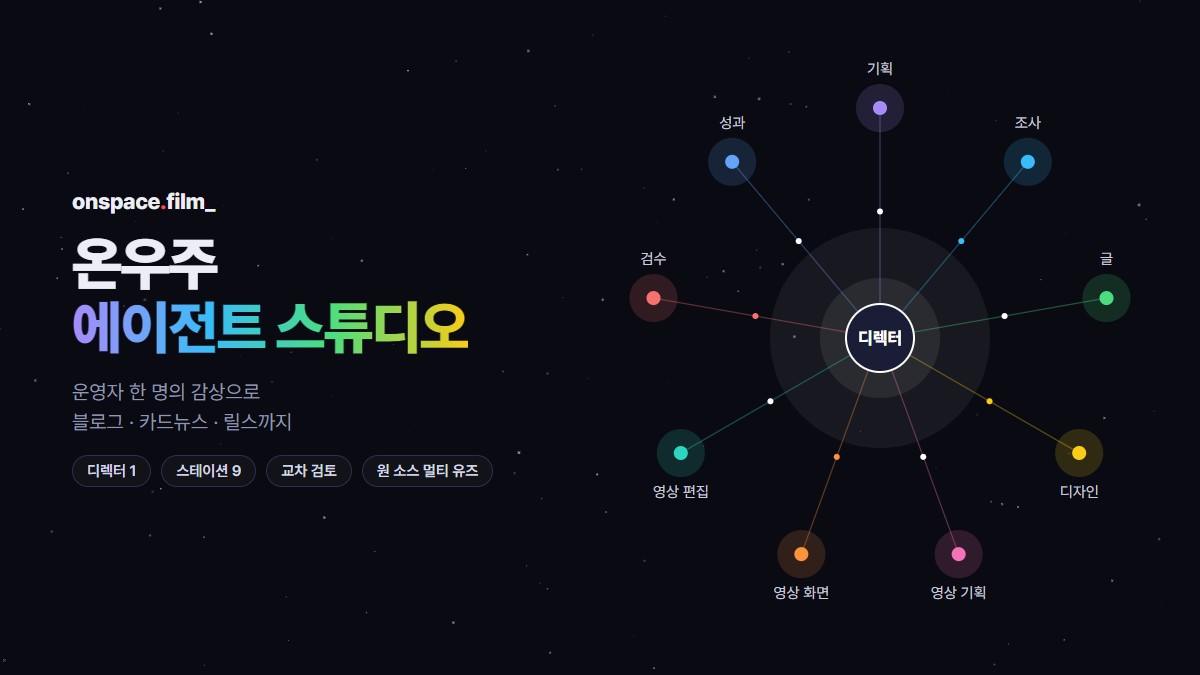 onspace.film_
온우주
에이전트 스튜디오
운영자 한 명의 감상으로
블로그 · 카드뉴스 · 릴스까지
디렉터 1
스테이션 9
교차 검토
원 소스 멀티 유즈
기획
성과
조사
검수
글
디렉터
영상 편집
디자인
영상 화면
영상 기획